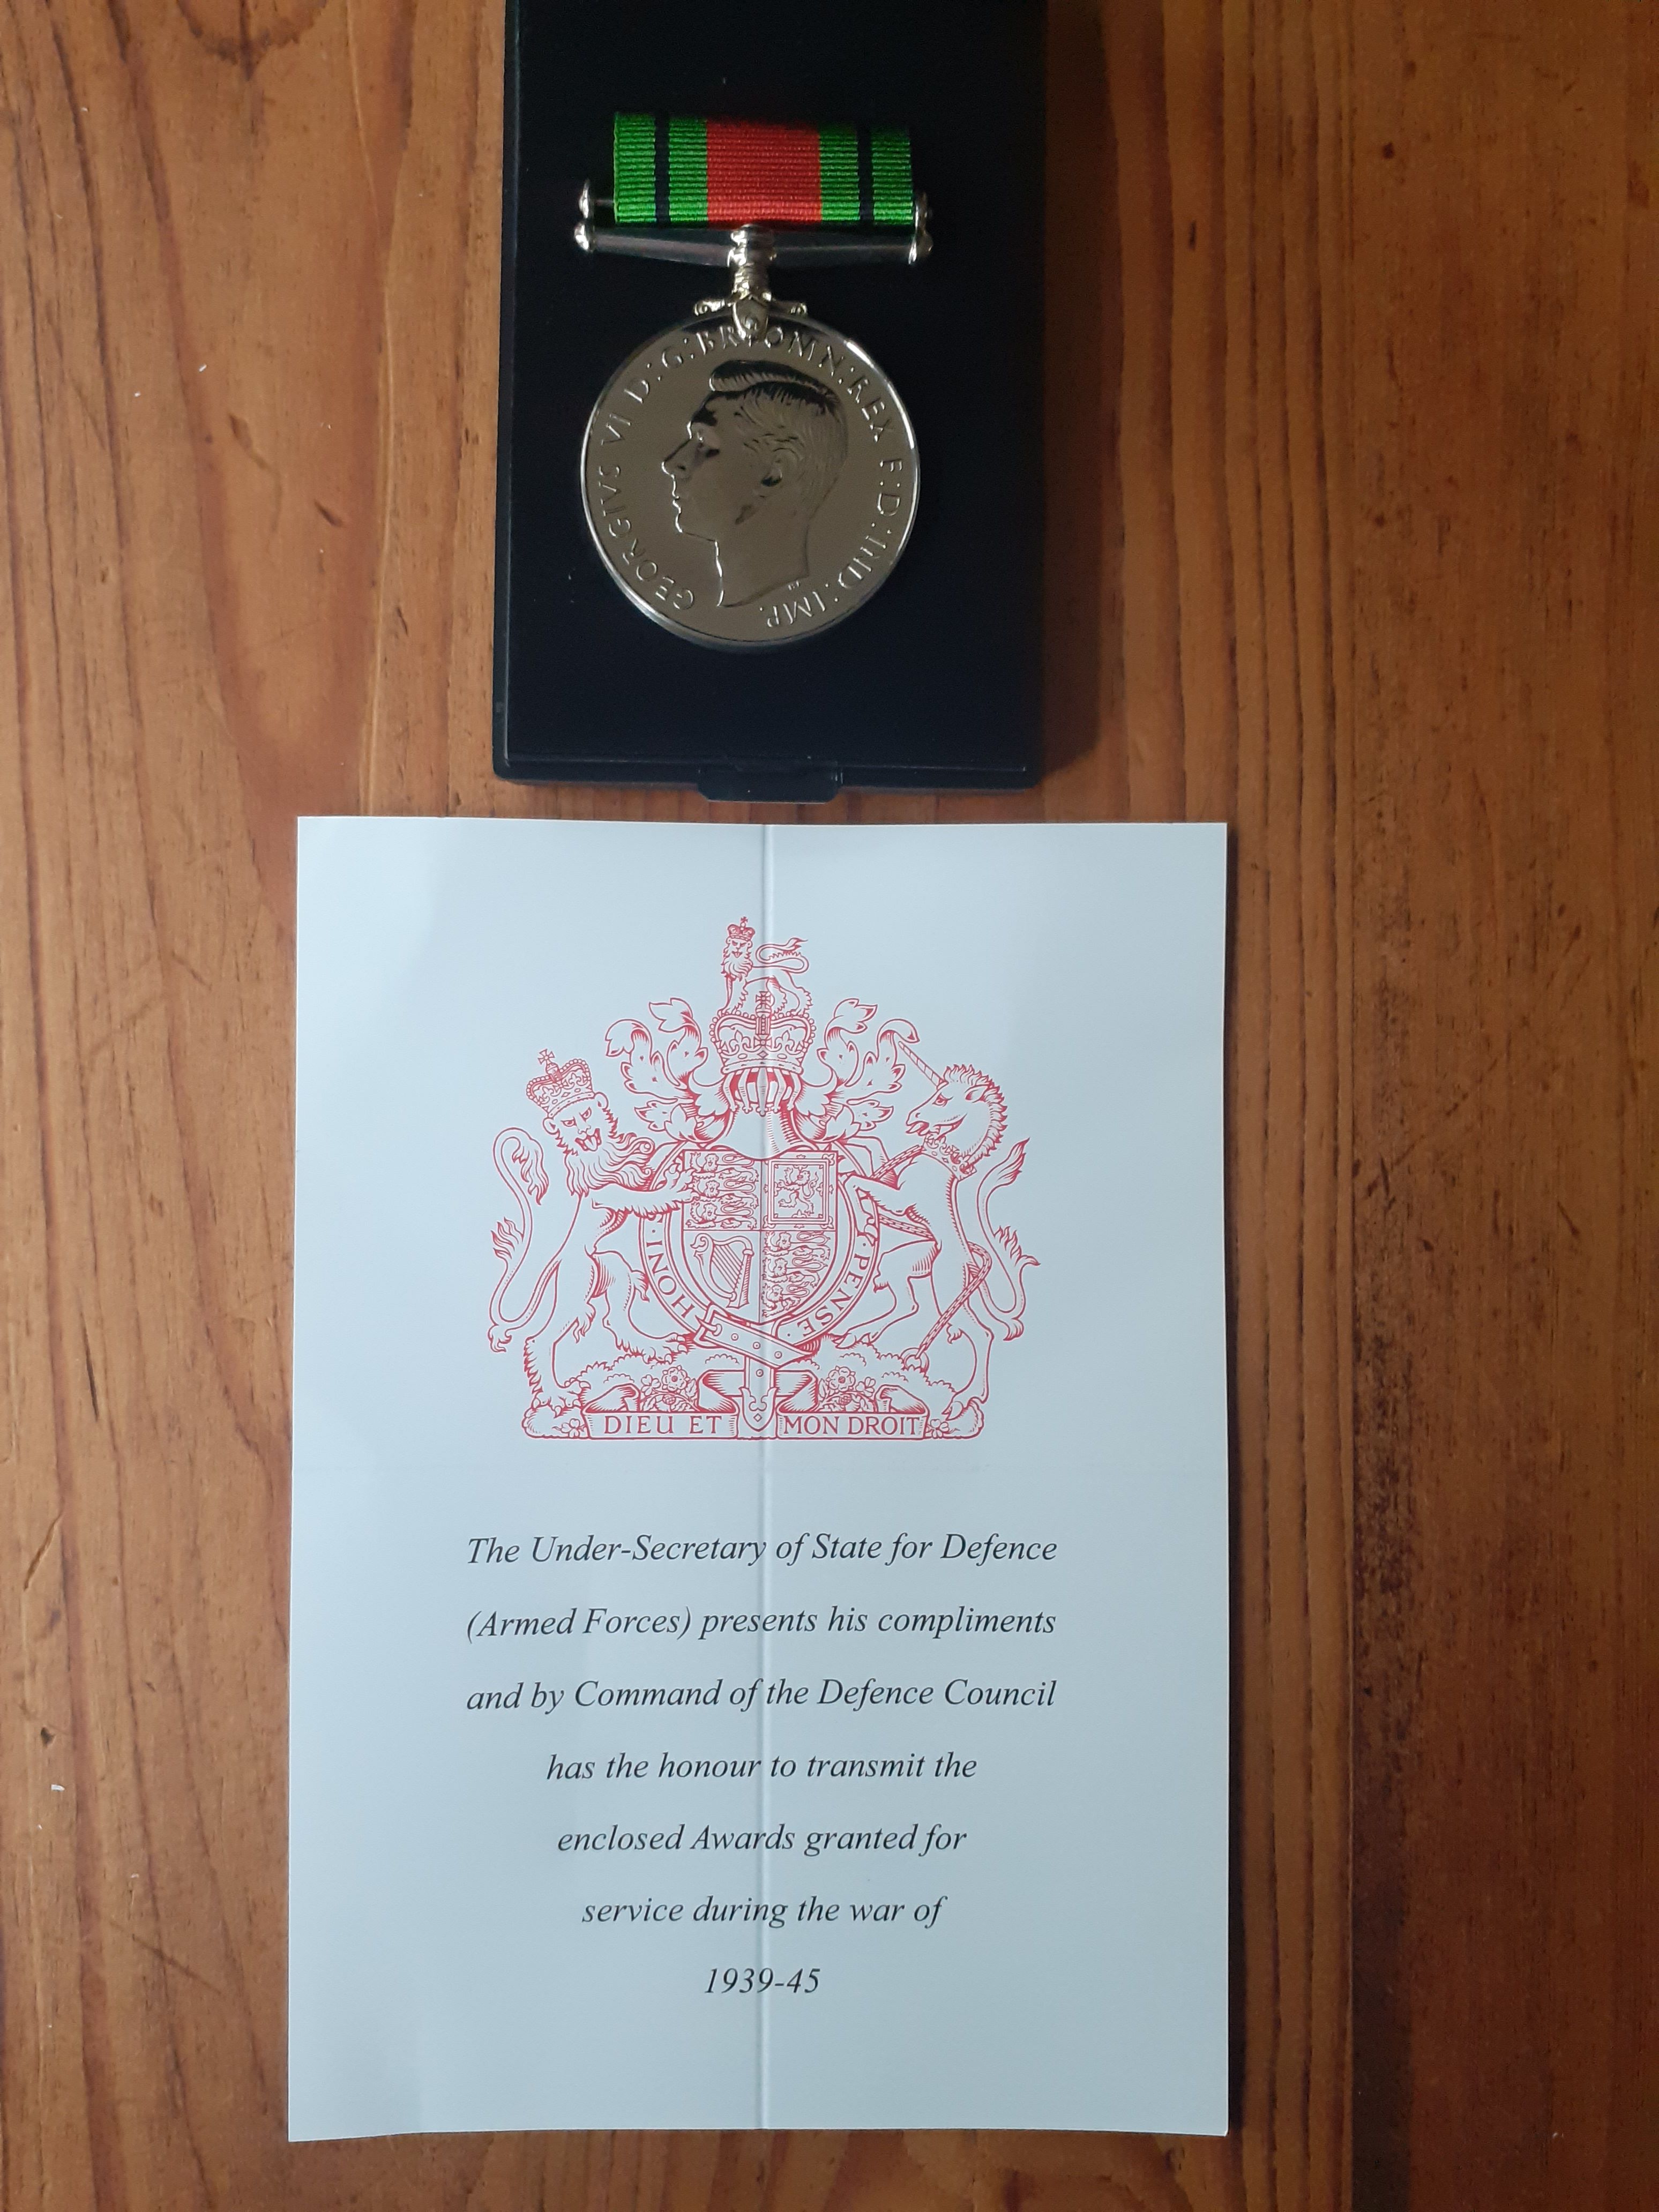 GEORGIVS VI D:G:BR OMN:REX F:D:IND:IMP.
HONI PENSE
DIEU ET MON DROIT
The Under-Secretary of State for Defence
(Armed Forces) presents his compliments
and by Command of the Defence Council
has the honour to transmit the
enclosed Awards granted for
service during the war of
1939-45